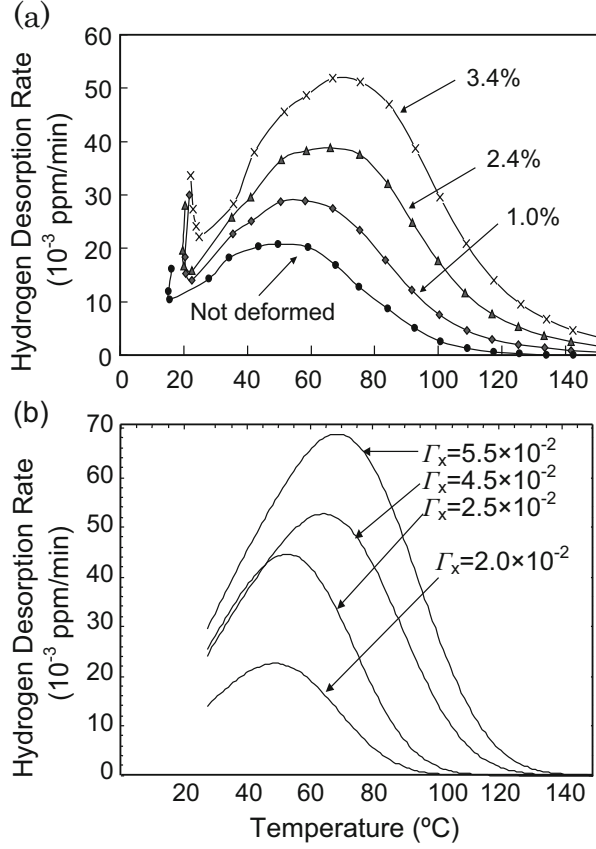 (a)
Hydrogen Desorption Rate
(10⁻³ ppm/min)
60
50
40
30
20
10
0
3.4%
2.4%
1.0%
Not deformed
0 20 40 60 80 100 120 140
(b)
Hydrogen Desorption Rate
(10⁻³ ppm/min)
70
60
50
40
30
20
10
0
Γₓ=5.5×10⁻²
Γₓ=4.5×10⁻²
Γₓ=2.5×10⁻²
Γₓ=2.0×10⁻²
20 40 60 80 100 120 140
Temperature (ºC)